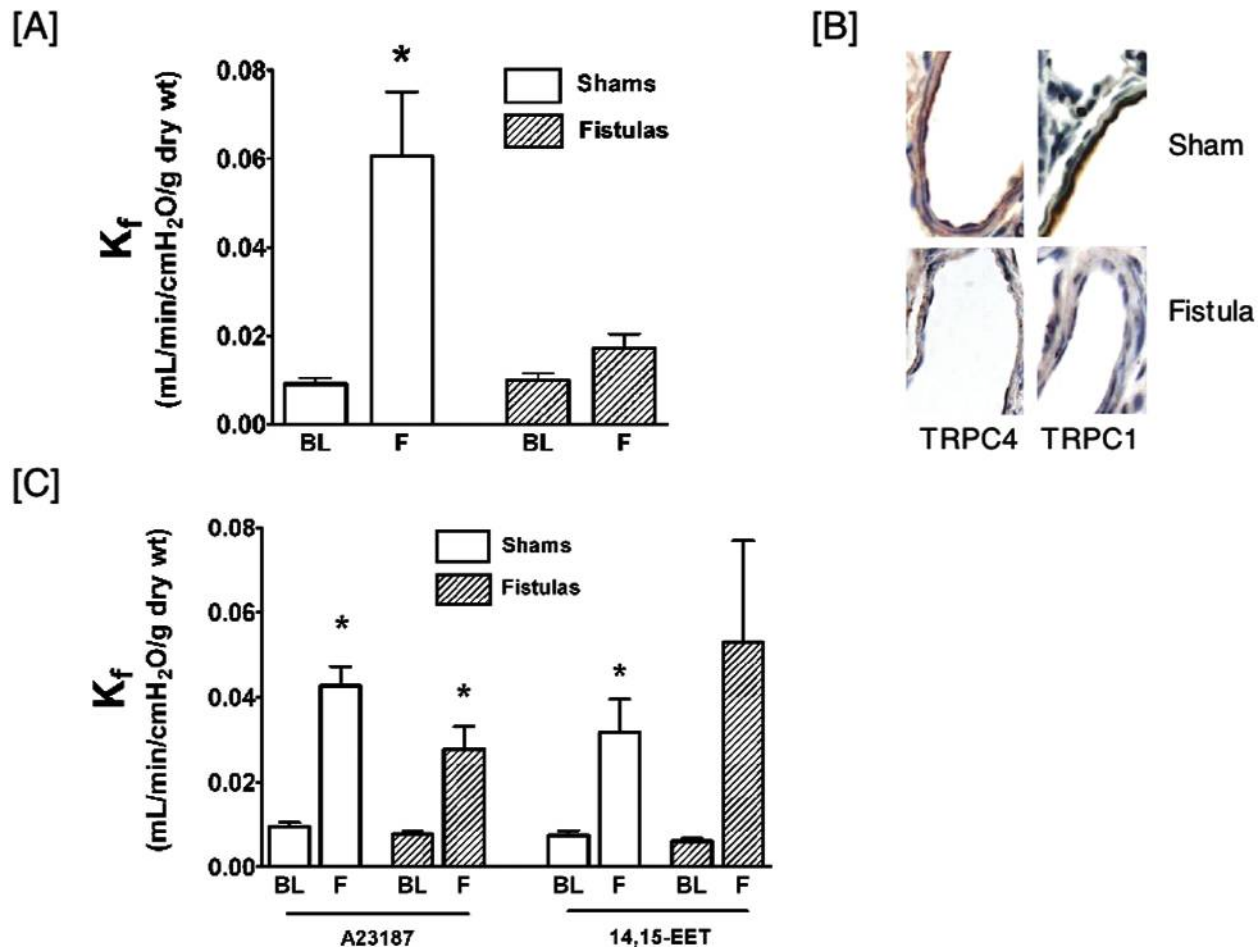 [A]
K_f
(mL/min/cmH₂O/g dry wt)
0.08
0.06
0.04
0.02
0.00
*
Shams
Fistulas
BL F BL F
[B]
Sham
Fistula
TRPC4 TRPC1
[C]
K_f
(mL/min/cmH₂O/g dry wt)
0.08
0.06
0.04
0.02
0.00
Shams
Fistulas
* * *
BL F BL F BL F BL F
A23187 14,15-EET